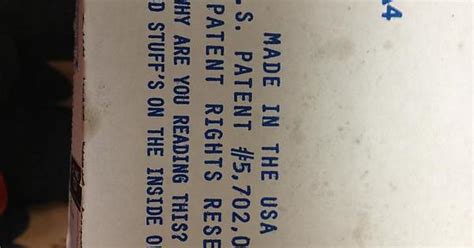 A4
MADE IN THE USA
.S. PATENT #5,702,0
PATENT RIGHTS RESE
WHY ARE YOU READING THIS?
D STUFF'S ON THE INSIDE O